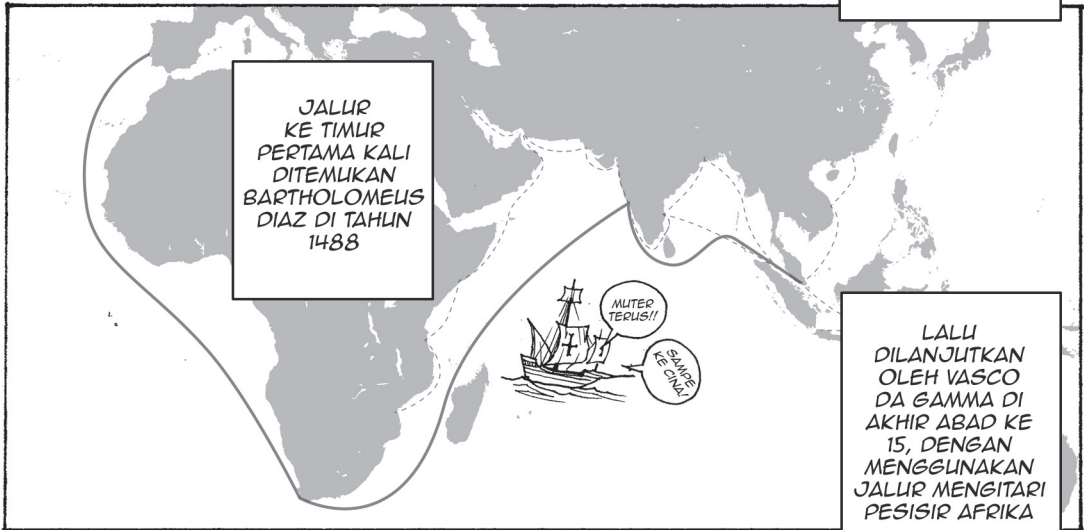 JALUR
KE TIMUR
PERTAMA KALI
DITEMUKAN
BARTHOLOMEUS
DIAZ DI TAHUN
1488
MUTER
TERUS!!
SAMPE
KE CINA!
LALU
DILANJUTKAN
OLEH VASCO
DA GAMMA DI
AKHIR ABAD KE
15, DENGAN
MENGGUNAKAN
JALUR MENGITARI
PESISIR AFRIKA